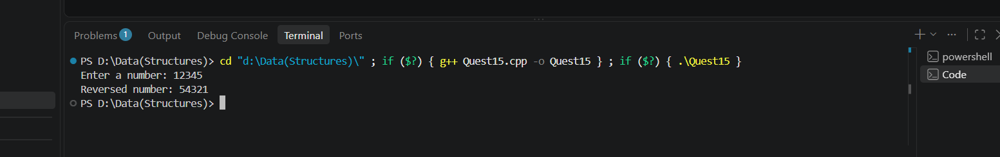 Problems 1 Output Debug Console Terminal Ports
PS D:\Data(Structures)> cd "d:\Data(Structures)\" ; if ($?) { g++ Quest15.cpp -o Quest15 } ; if ($?) { .\Quest15 }
Enter a number: 12345
Reversed number: 54321
PS D:\Data(Structures)>
powershell
Code